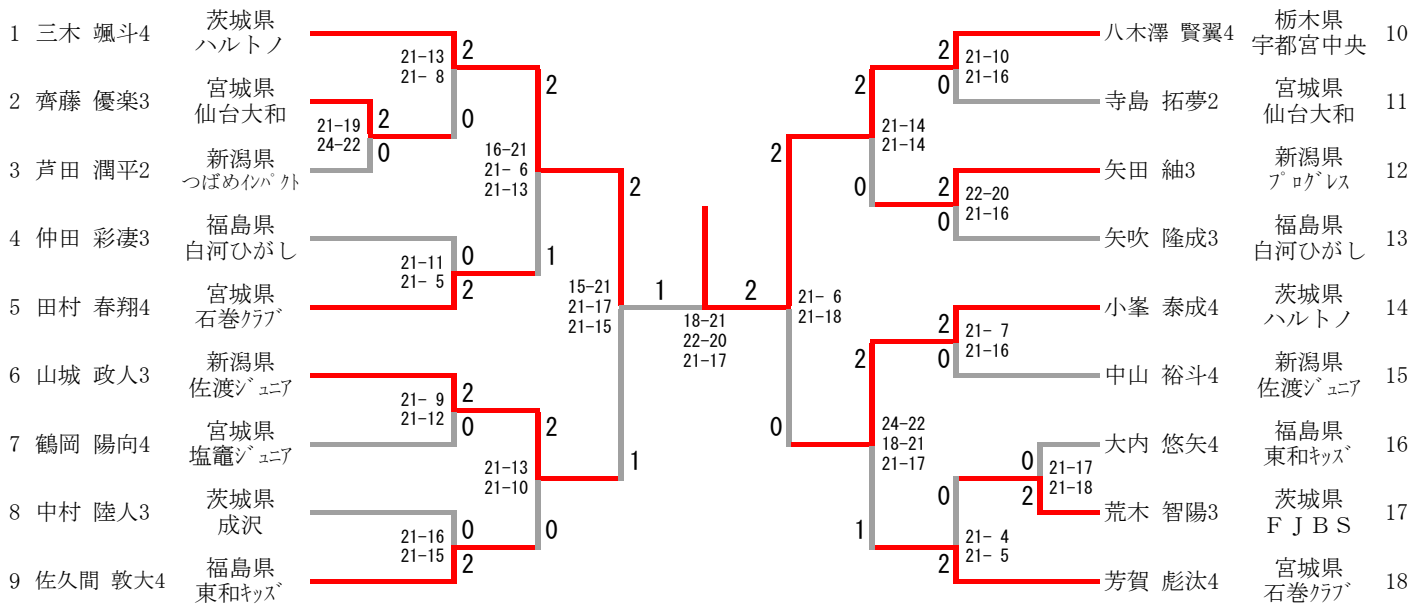 1 三木 颯斗4 茨城県 ハルトノ
2 齊藤 優楽3 宮城県 仙台大和
3 芦田 潤平2 新潟県 つばめｲﾝﾊﾟｸﾄ
4 仲田 彩凄3 福島県 白河ひがし
5 田村 春翔4 宮城県 石巻ｸﾗﾌﾞ
6 山城 政人3 新潟県 佐渡ｼﾞｭﾆｱ
7 鶴岡 陽向4 宮城県 塩竈ｼﾞｭﾆｱ
8 中村 陸人3 茨城県 成沢
9 佐久間 敦大4 福島県 東和ｷｯｽﾞ
21-13 2
21- 8 0
21-19 2
24-22 0
21-11 0
21- 5 2
21- 9 2
21-12 0
21-16 0
21-15 2
2
16-21
21- 6
21-13
1
2
21-13
21-10
0
2
15-21
21-17
21-15
1
1
2
18-21
22-20
21-17
2
21- 6
21-18
0
2
21-14
21-14
0
2
24-22
18-21
21-17
1
2 21-10
0 21-16
2 22-20
0 21-16
2 21- 7
0 21-16
0 21-17
2 21-18
0
21- 4
21- 5
2
八木澤 賢翼4 栃木県 宇都宮中央 10
寺島 拓夢2 宮城県 仙台大和 11
矢田 紬3 新潟県 ﾌﾟﾛｸﾞﾚｽ 12
矢吹 隆成3 福島県 白河ひがし 13
小峯 泰成4 茨城県 ハルトノ 14
中山 裕斗4 新潟県 佐渡ｼﾞｭﾆｱ 15
大内 悠矢4 福島県 東和ｷｯｽﾞ 16
荒木 智陽3 茨城県 ＦＪＢＳ 17
芳賀 彪汰4 宮城県 石巻ｸﾗﾌﾞ 18